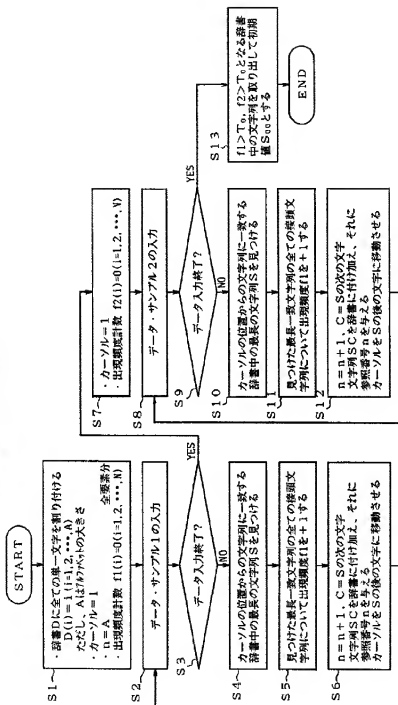 START
S1
・辞書Dに全ての単一文字を割り付ける
D(i)=i(i=1,2,・・・,A)
ただし、Aはアルファベットの大きさ
・カーソル=1
・n=A 全要素分
・出現頻度計数 f1(i)=0(i=1,2,・・・,N)
S2
データ・サンプル1の入力
S3
データ入力終了?
YES
NO
S4
カーソルの位置からの文字列に一致する
辞書中の最長の文字列Sを見つける
S5
見つけた最長一致文字列の全ての接頭文
字列について出現頻度f1を+1する
S6
n=n+1、C=Sの次の文字
文字列SCを辞書に付け加え、それに
参照番号nを与える
カーソルをSの後の文字に移動させる
S7
・カーソル=1
・出現頻度計数 f2(i)=0(i=1,2,・・・,N)
S8
データ・サンプル2の入力
S9
データ入力終了?
YES
NO
S10
カーソルの位置からの文字列に一致する
辞書中の最長の文字列Sを見つける
S11
見つけた最長一致文字列の全ての接頭文
字列について出現頻度f1を+1する
S12
n=n+1、C=Sの次の文字
文字列SCを辞書に付け加え、それに
参照番号nを与える
カーソルをSの後の文字に移動させる
S13
f1>T₀、f2>T₀となる辞書
中の文字列を取り出して初期
値S₀₀とする
END